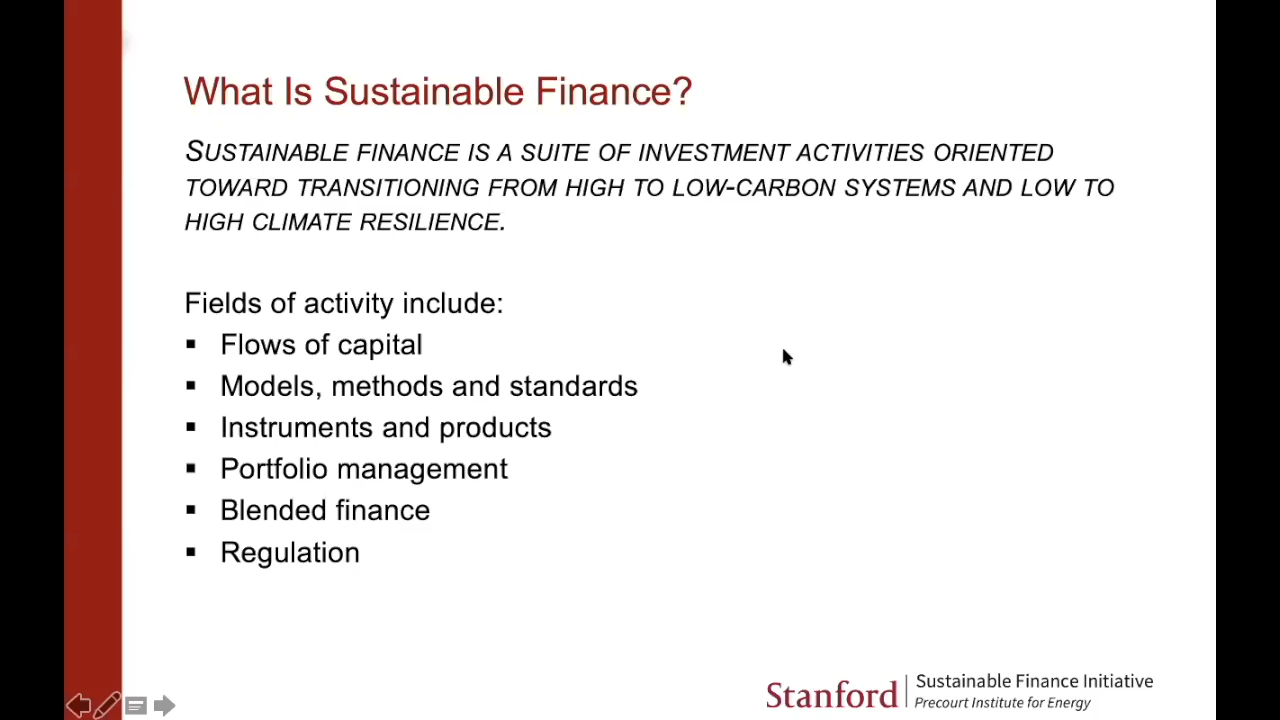 What Is Sustainable Finance?
SUSTAINABLE FINANCE IS A SUITE OF INVESTMENT ACTIVITIES ORIENTED
TOWARD TRANSITIONING FROM HIGH TO LOW-CARBON SYSTEMS AND LOW TO
HIGH CLIMATE RESILIENCE.
Fields of activity include:
▪ Flows of capital
▪ Models, methods and standards
▪ Instruments and products
▪ Portfolio management
▪ Blended finance
▪ Regulation
Stanford | Sustainable Finance Initiative
Precourt Institute for Energy